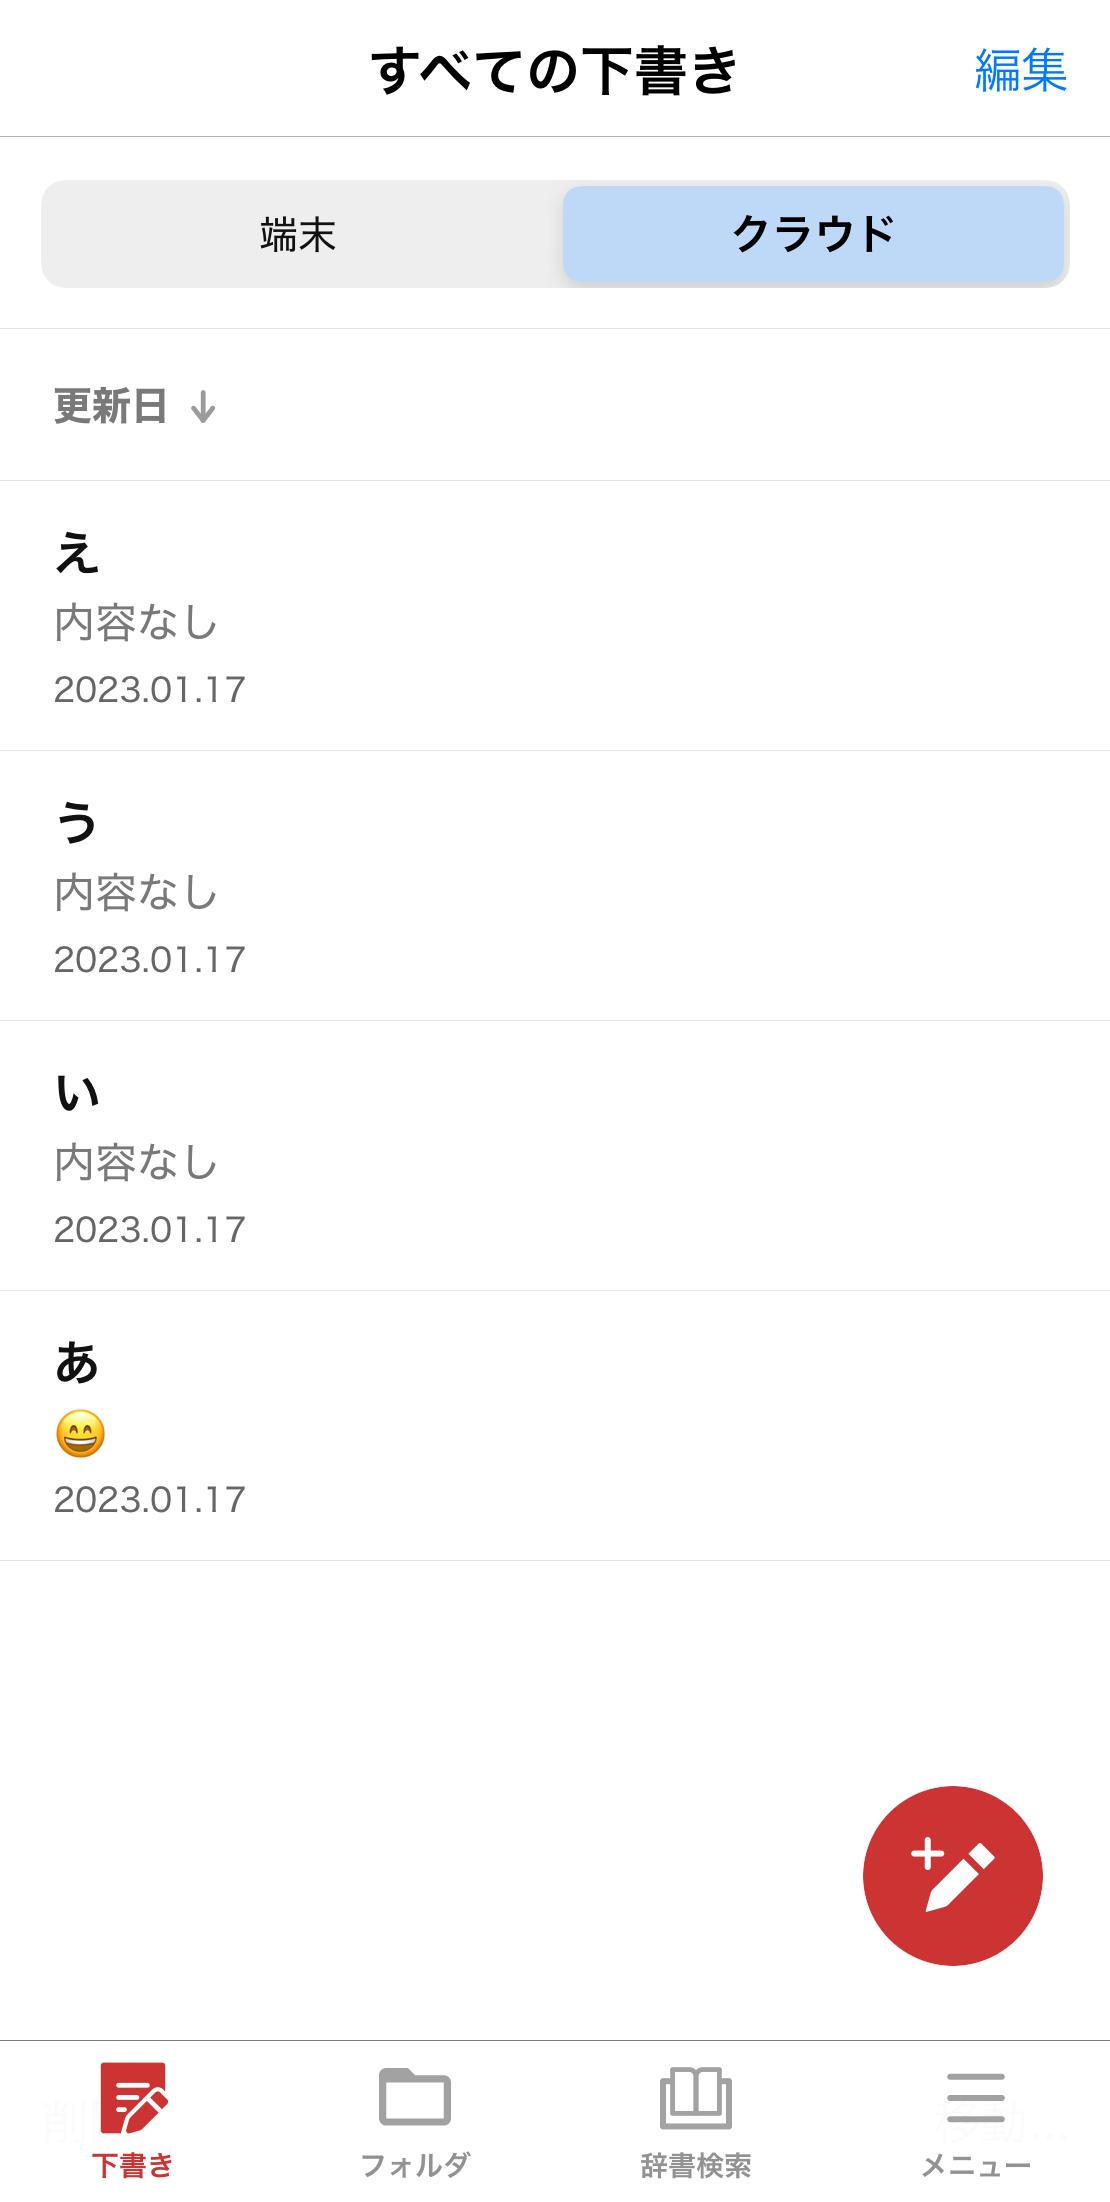 すべての下書き
編集
端末
クラウド
更新日 ↓
え
内容なし
2023.01.17
う
内容なし
2023.01.17
い
内容なし
2023.01.17
あ
😄
2023.01.17
移動...
下書き
フォルダ
辞書検索
メニュー